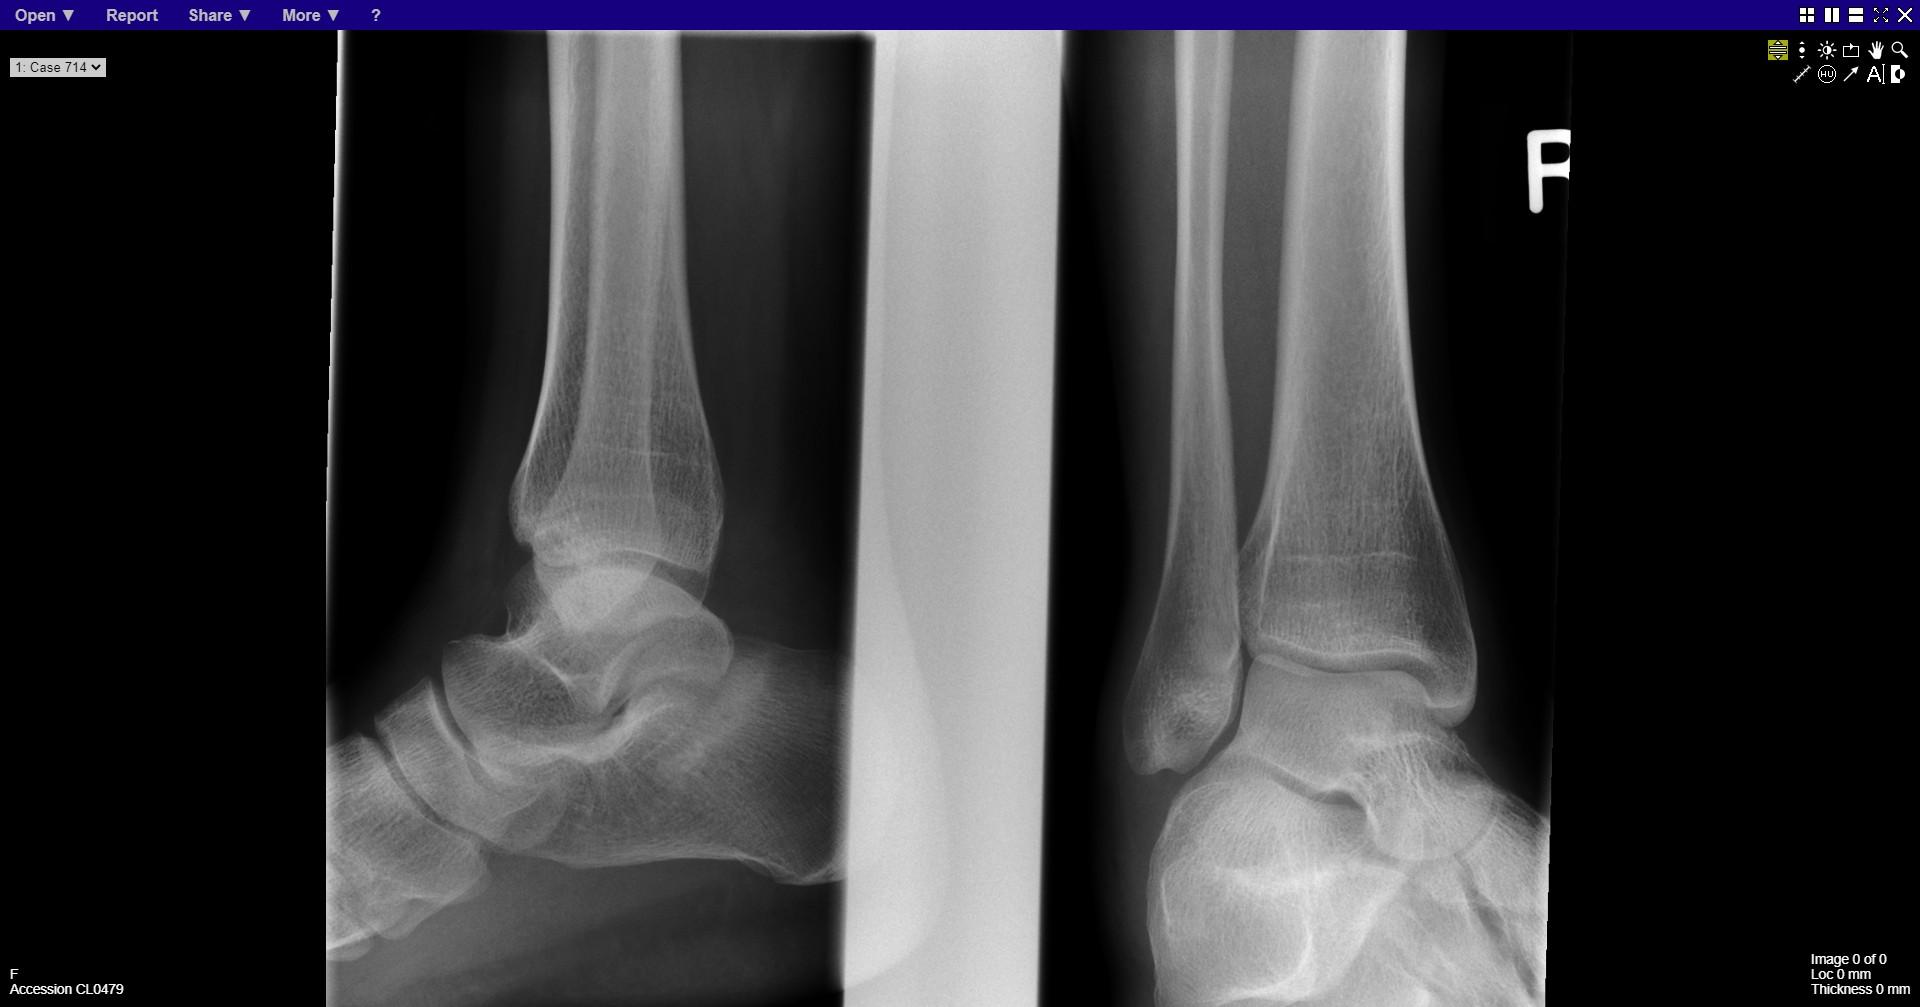 Open ▼ Report Share ▼ More ▼ ?
1: Case 714
HU A
F
F
Accession CL0479
Image 0 of 0
Loc 0 mm
Thickness 0 mm